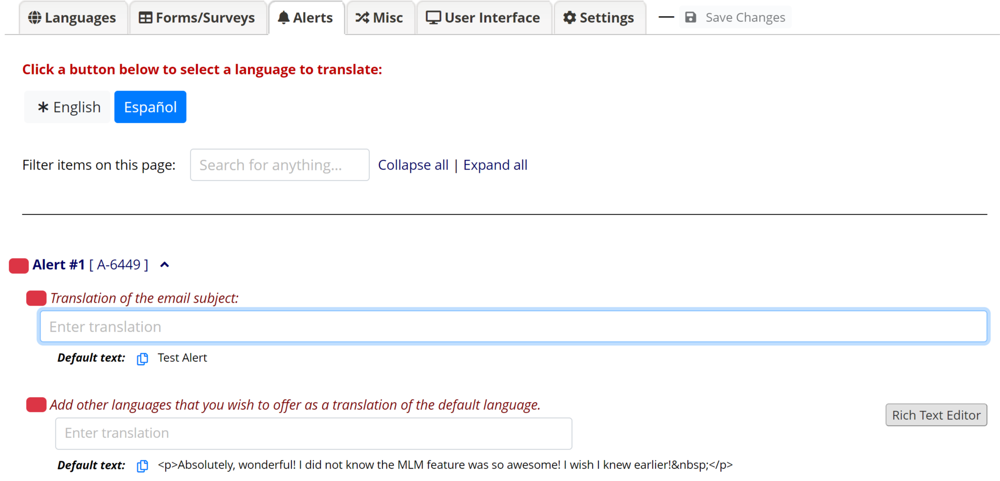 Languages Forms/Surveys Alerts Misc User Interface Settings — Save Changes
Click a button below to select a language to translate:
* English Español
Filter items on this page: Search for anything... Collapse all | Expand all
Alert #1 [ A-6449 ]
Translation of the email subject:
Enter translation
Default text: Test Alert
Add other languages that you wish to offer as a translation of the default language.
Rich Text Editor
Enter translation
Default text: <p>Absolutely, wonderful! I did not know the MLM feature was so awesome! I wish I knew earlier!&nbsp;</p>